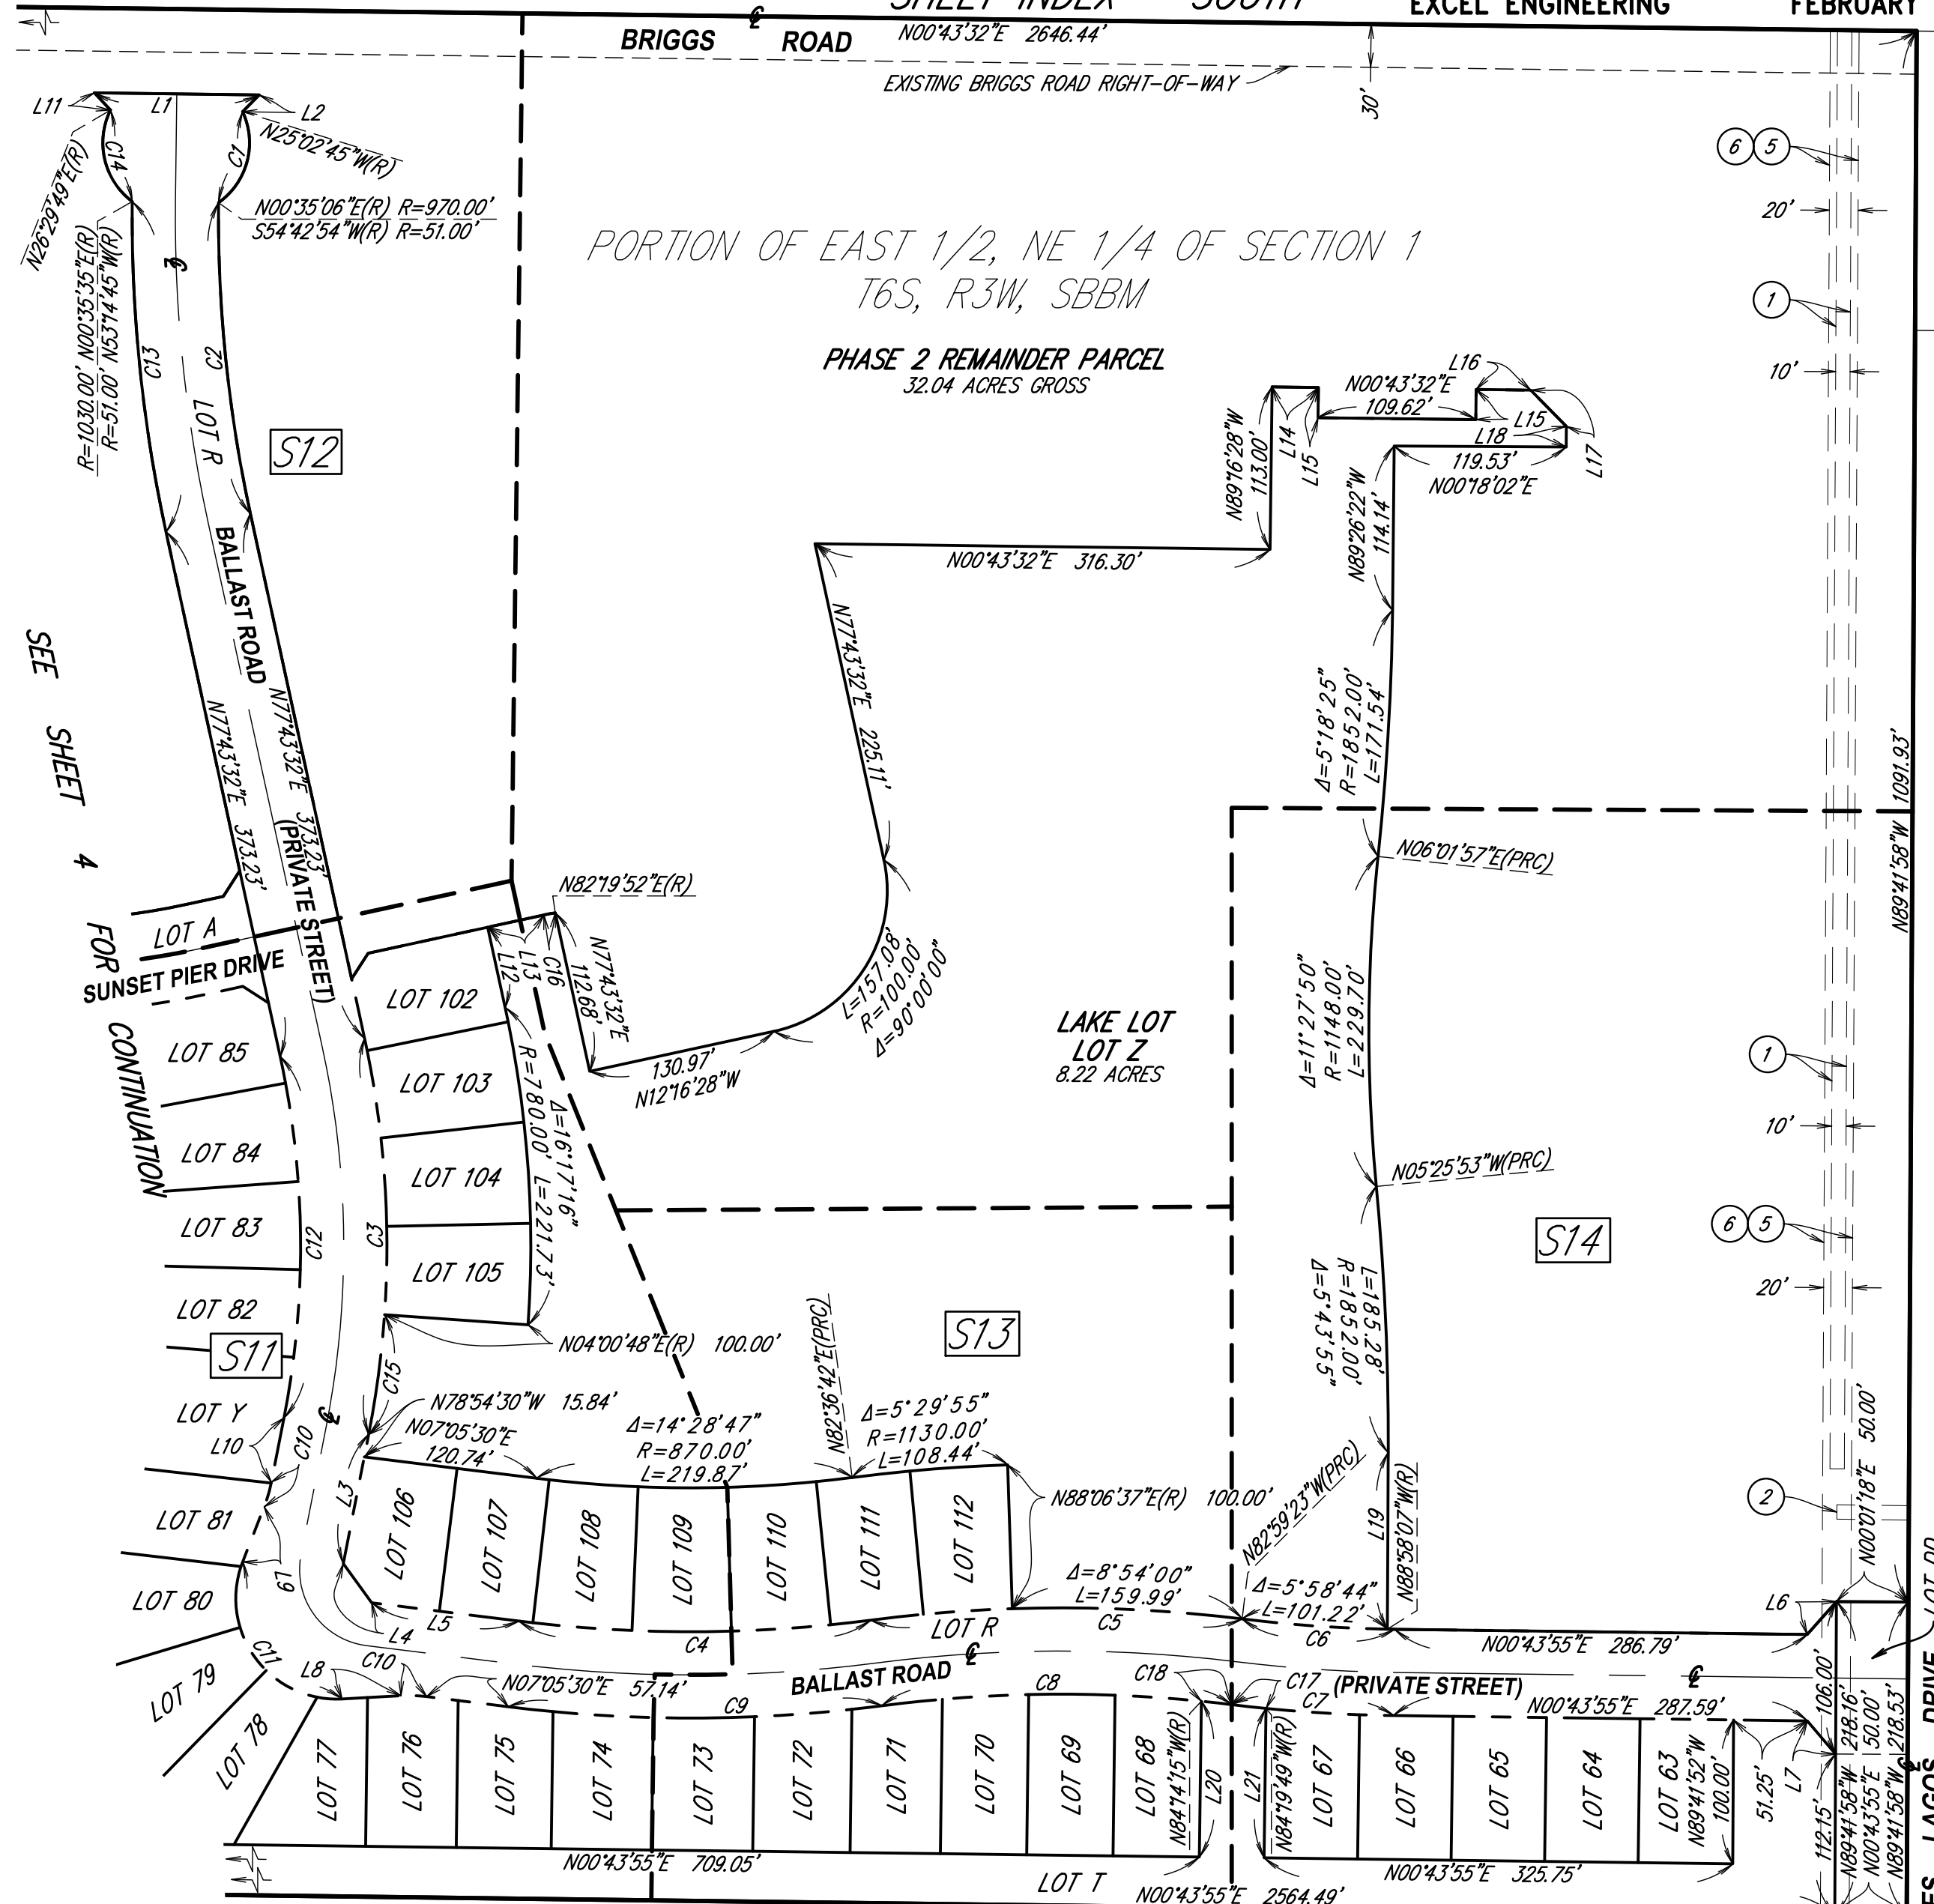 SHEET INDEX - SOUTH
EXCEL ENGINEERING
FEBRUARY
BRIGGS ROAD
N00°43'32"E 2646.44'
EXISTING BRIGGS ROAD RIGHT-OF-WAY
30'
L11
L1
L2
N25°02'45"W(R)
C14
C1
N26°29'49"E(R)
N00°35'06"E(R) R=970.00'
S54°42'54"W(R) R=51.00'
R=1030.00' N00°35'35"E(R)
R=51.00' N53°14'45"W(R)
PORTION OF EAST 1/2, NE 1/4 OF SECTION 1
T6S, R3W, SBBM
PHASE 2 REMAINDER PARCEL
32.04 ACRES GROSS
6 5
20'
1
10'
C13
C2
LOT R
S12
BALLAST ROAD
(PRIVATE STREET)
N77°43'32"E 373.23'
N77°43'32"E 373.23'
L16
N00°43'32"E
109.62'
L15
L18
L14
L15
L17
N89°16'28"W
113.00'
119.53'
N00°18'02"E
N89°26'22"W
114.14'
N00°43'32"E 316.30'
N77°43'32"E 225.11'
Δ=5°18'25"
R=1852.00'
L=171.54'
N89°41'58"W 1091.93'
SEE SHEET 4 FOR CONTINUATION
N06°01'57"E(PRC)
N82°19'52"E(R)
LOT A
SUNSET PIER DRIVE
L12
L13
C16
N77°43'32"E
112.68'
L=157.08'
R=100.00'
Δ=90°00'00"
130.97'
N12°16'28"W
LAKE LOT
LOT Z
8.22 ACRES
Δ=11°27'50"
R=1148.00'
L=229.70'
1
10'
LOT 102
LOT 103
LOT 104
LOT 105
LOT 85
LOT 84
LOT 83
LOT 82
Δ=16°17'16"
R=780.00' L=221.73'
N05°25'53"W(PRC)
S14
6 5
20'
C12
C3
S11
S13
L=185.28'
R=1852.00'
Δ=5°43'55"
N04°00'48"E(R) 100.00'
C15
LOT Y
L10
C10
N78°54'30"W 15.84'
N07°05'30"E
120.74'
Δ=14°28'47"
R=870.00'
L=219.87'
N82°36'42"E(PRC)
Δ=5°29'55"
R=1130.00'
L=108.44'
N88°06'37"E(R) 100.00'
N82°59'23"W(PRC)
L19
N88°58'07"W(R)
2
N00°01'18"E 50.00'
LOT 81
LOT 80
LOT 79
LOT 78
L9
L3
L4
L5
LOT 106
LOT 107
LOT 108
LOT 109
LOT 110
LOT 111
LOT 112
Δ=8°54'00"
L=159.99'
C5
Δ=5°58'44"
L=101.22'
C6
L6
N00°43'55"E 286.79'
C4
LOT R
BALLAST ROAD
(PRIVATE STREET)
C11
L8
C10
N07°05'30"E 57.14'
C9
C8
C18
C17
C7
N00°43'55"E 287.59'
LOT 77
LOT 76
LOT 75
LOT 74
LOT 73
LOT 72
LOT 71
LOT 70
LOT 69
LOT 68
N84°14'15"W(R)
L20
L21
N84°19'49"W(R)
LOT 67
LOT 66
LOT 65
LOT 64
LOT 63
N89°41'52"W
100.00'
51.25'
L7
112.15'
106.00'
N89°41'58"W 218.16'
N00°43'55"E 50.00'
N89°41'58"W 218.53'
LAGOS DRIVE
N00°43'55"E 709.05'
N00°43'55"E 325.75'
LOT T
N00°43'55"E 2564.49'